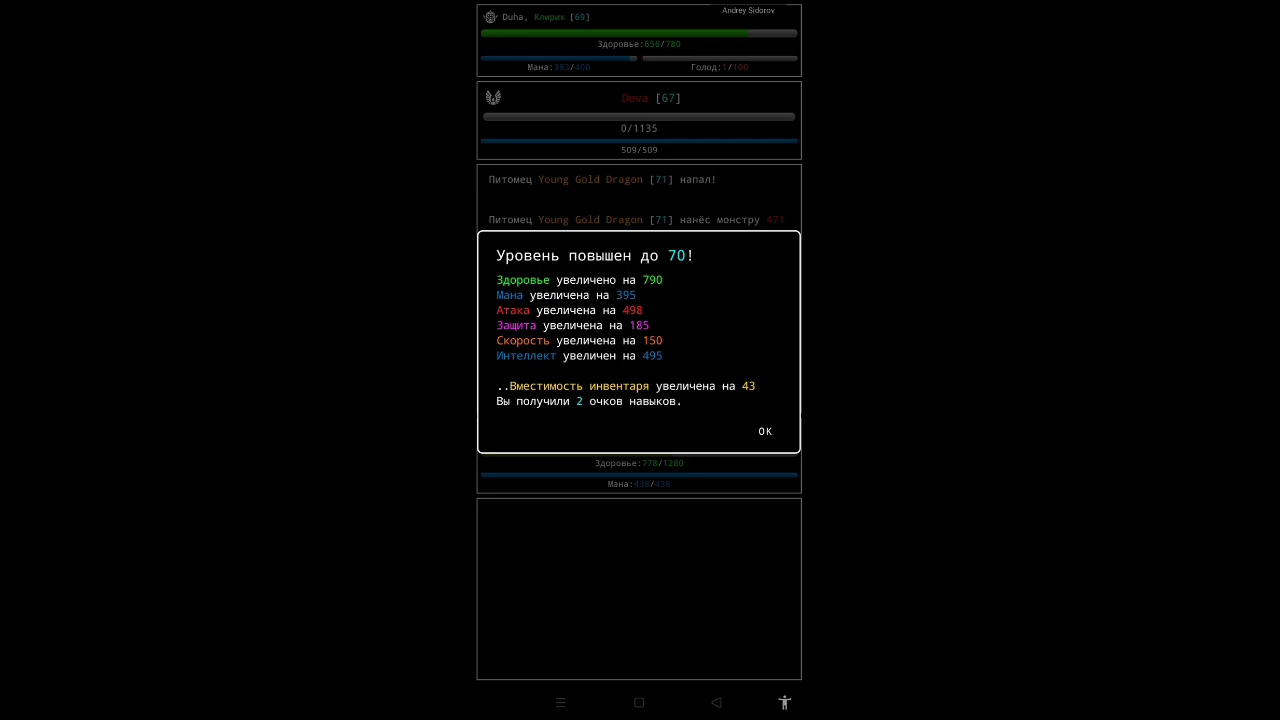 Andrey Sidorov
Duha, Клирик [69]
Здоровье:656/780
Мана:393/400 Голод:1/100
Deva [67]
0/1135
509/509
Питомец Young Gold Dragon [71] напал!
Питомец Young Gold Dragon [71] нанёс монстру 471
Уровень повышен до 70!
Здоровье увеличено на 790
Мана увеличена на 395
Атака увеличена на 498
Защита увеличена на 185
Скорость увеличена на 150
Интеллект увеличен на 495
..Вместимость инвентаря увеличена на 43
Вы получили 2 очков навыков.
OK
Здоровье:778/1280
Мана:438/438